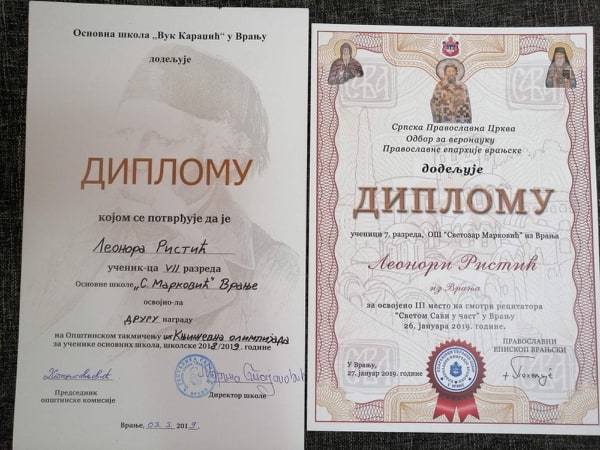 Основна школа „Вук Караџић“ у Врању
додељује
ДИПЛОМУ
којом се потврђује да је
Леонора Ристић
ученик-ца VII разреда
Основне школе „С. Марковић“ Врање
освојио-ла
другу награду
на Општинском такмичењу из Књижевна олимпијада
за ученике основних школа, школске 2018/2019. године
Председник
општинске комисије
Директор школе
Врање, 03.3. 2019.
Српска Православна Црква
Одбор за веронауку
Православне епархије врањске
додељује
ДИПЛОМУ
ученици 7. разреда, ОШ "Светозар Марковић" из Врања
Леонори Ристић
из Врања
за освојено III место на смотри рецитатора
"Светом Сави у част" у Врању
26. јануара 2019. године.
У Врању,
27. јануар 2019. године
ПРАВОСЛАВНИ
ЕПИСКОП ВРАЊСКИ